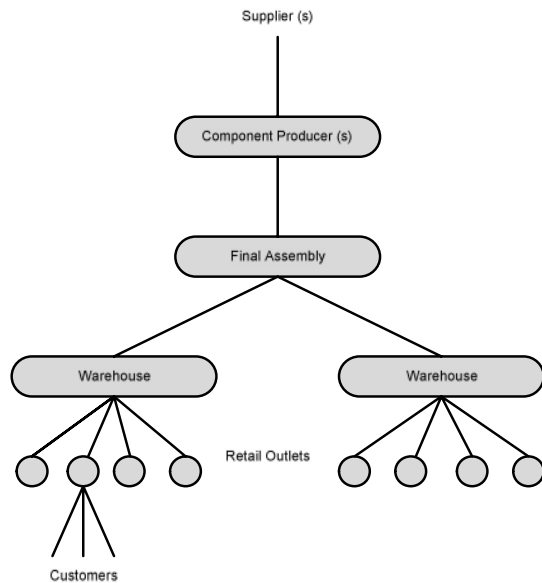 Supplier (s)
Component Producer (s)
Final Assembly
Warehouse
Warehouse
Retail Outlets
Customers